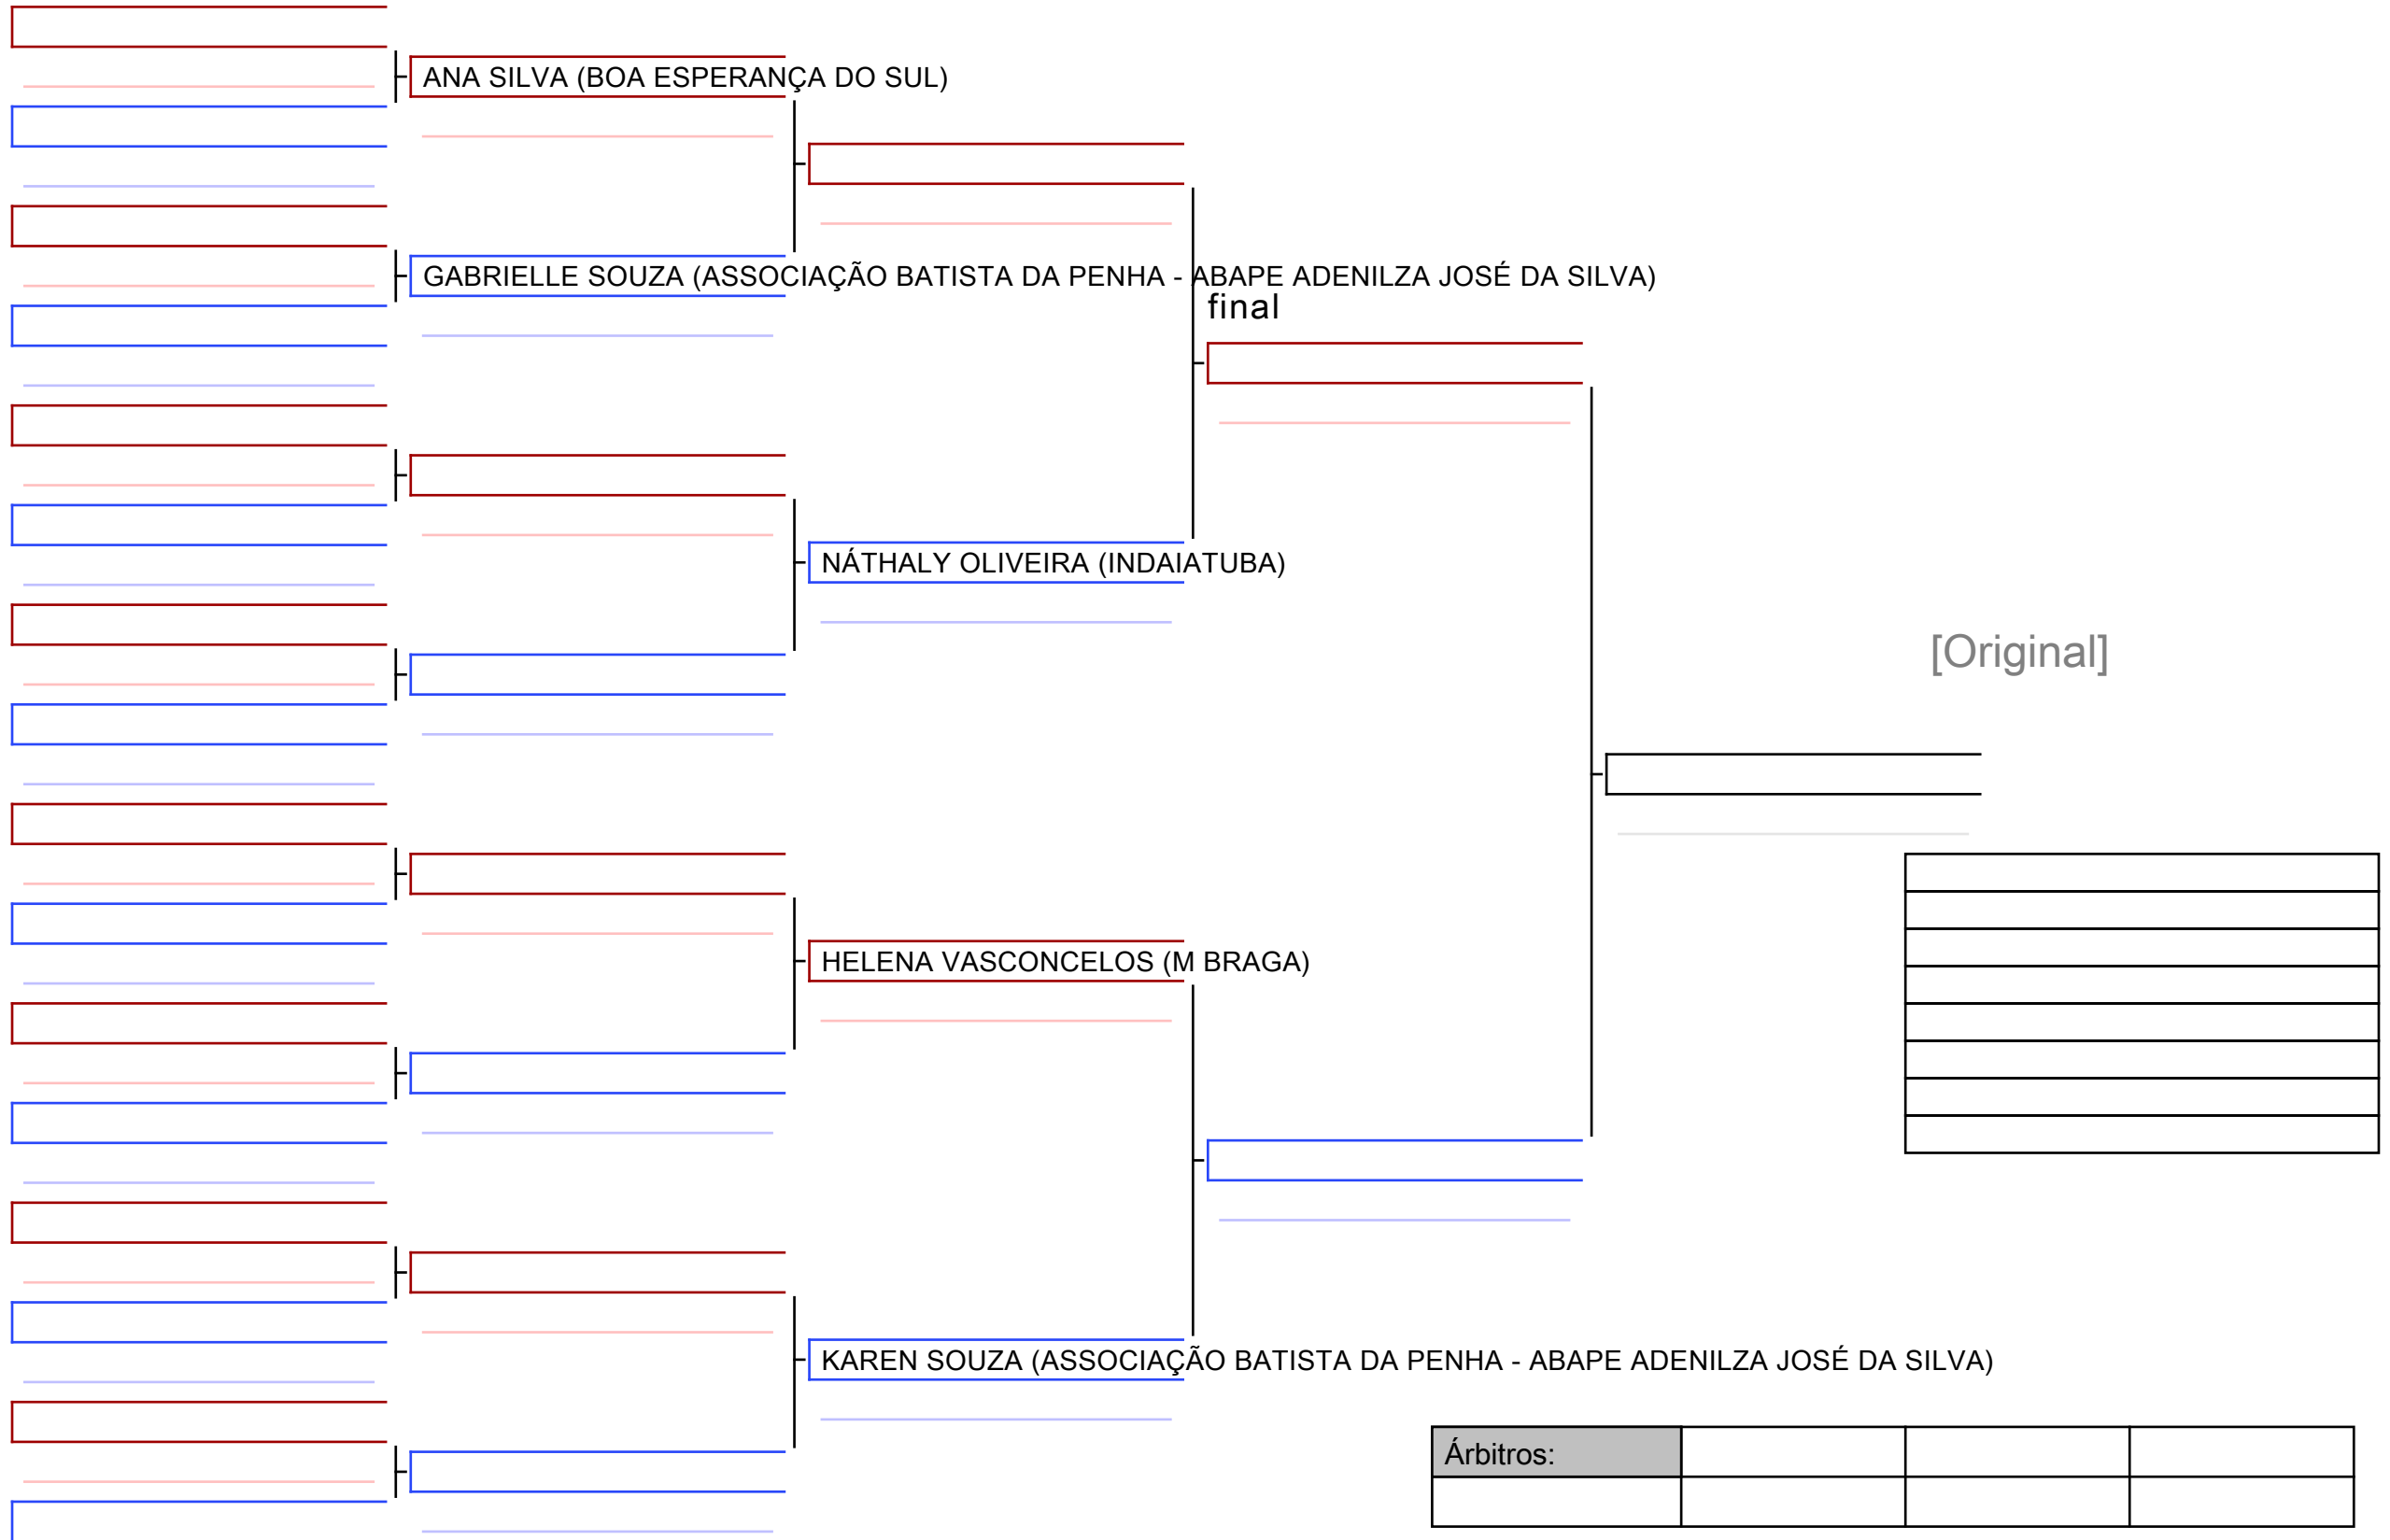 ANA SILVA (BOA ESPERANÇA DO SUL)
GABRIELLE SOUZA (ASSOCIAÇÃO BATISTA DA PENHA - ABAPE ADENILZA JOSÉ DA SILVA)
final
NÁTHALY OLIVEIRA (INDAIATUBA)
[Original]
HELENA VASCONCELOS (M BRAGA)
KAREN SOUZA (ASSOCIAÇÃO BATISTA DA PENHA - ABAPE ADENILZA JOSÉ DA SILVA)
Árbitros: